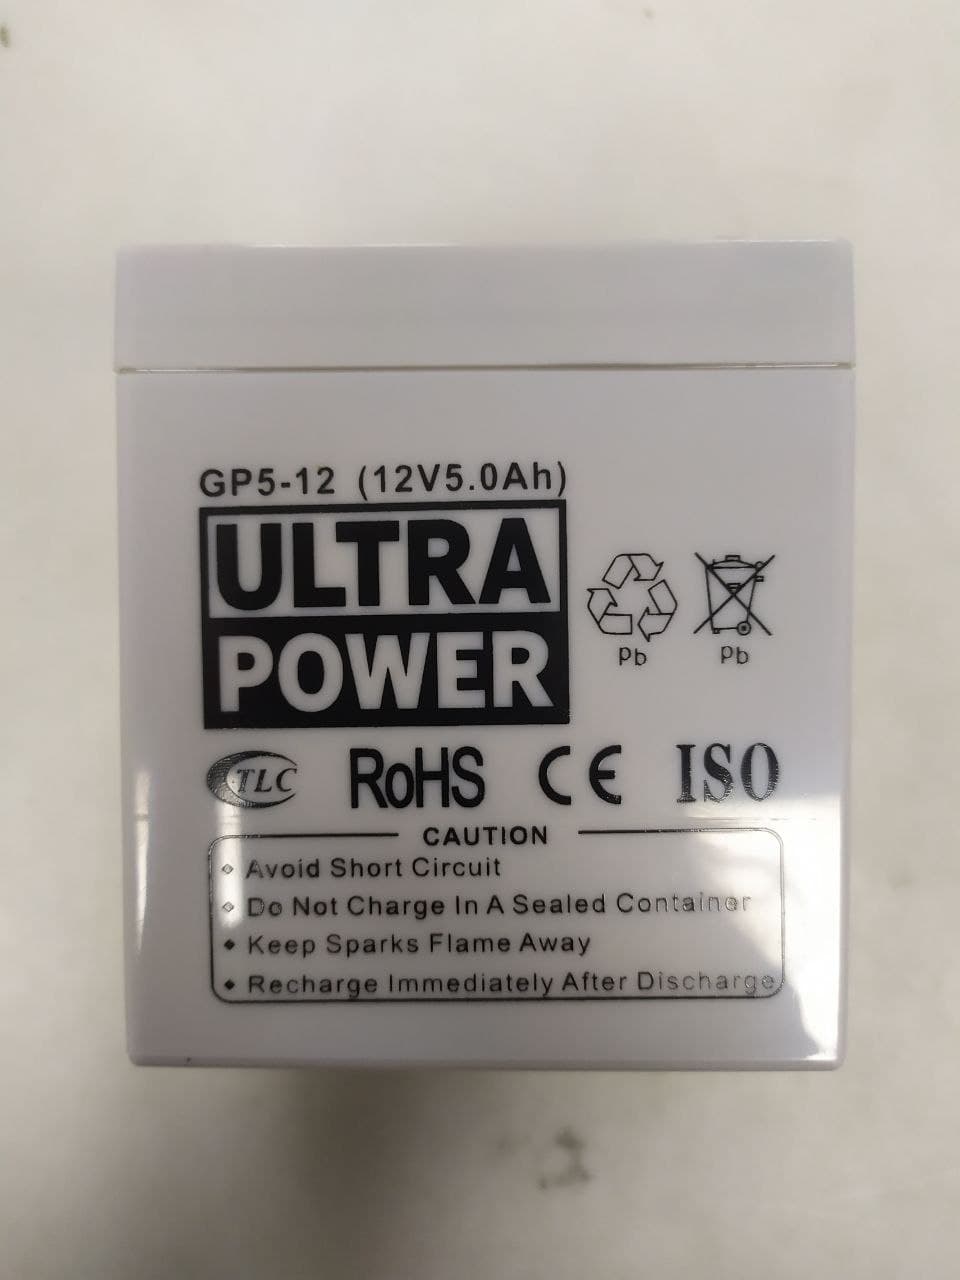 GP5-12 (12V5.0Ah)
ULTRA
POWER
Pb Pb
TLC RoHS CE ISO
CAUTION
Avoid Short Circuit
Do Not Charge In A Sealed Container
Keep Sparks Flame Away
Recharge Immediately After Discharge